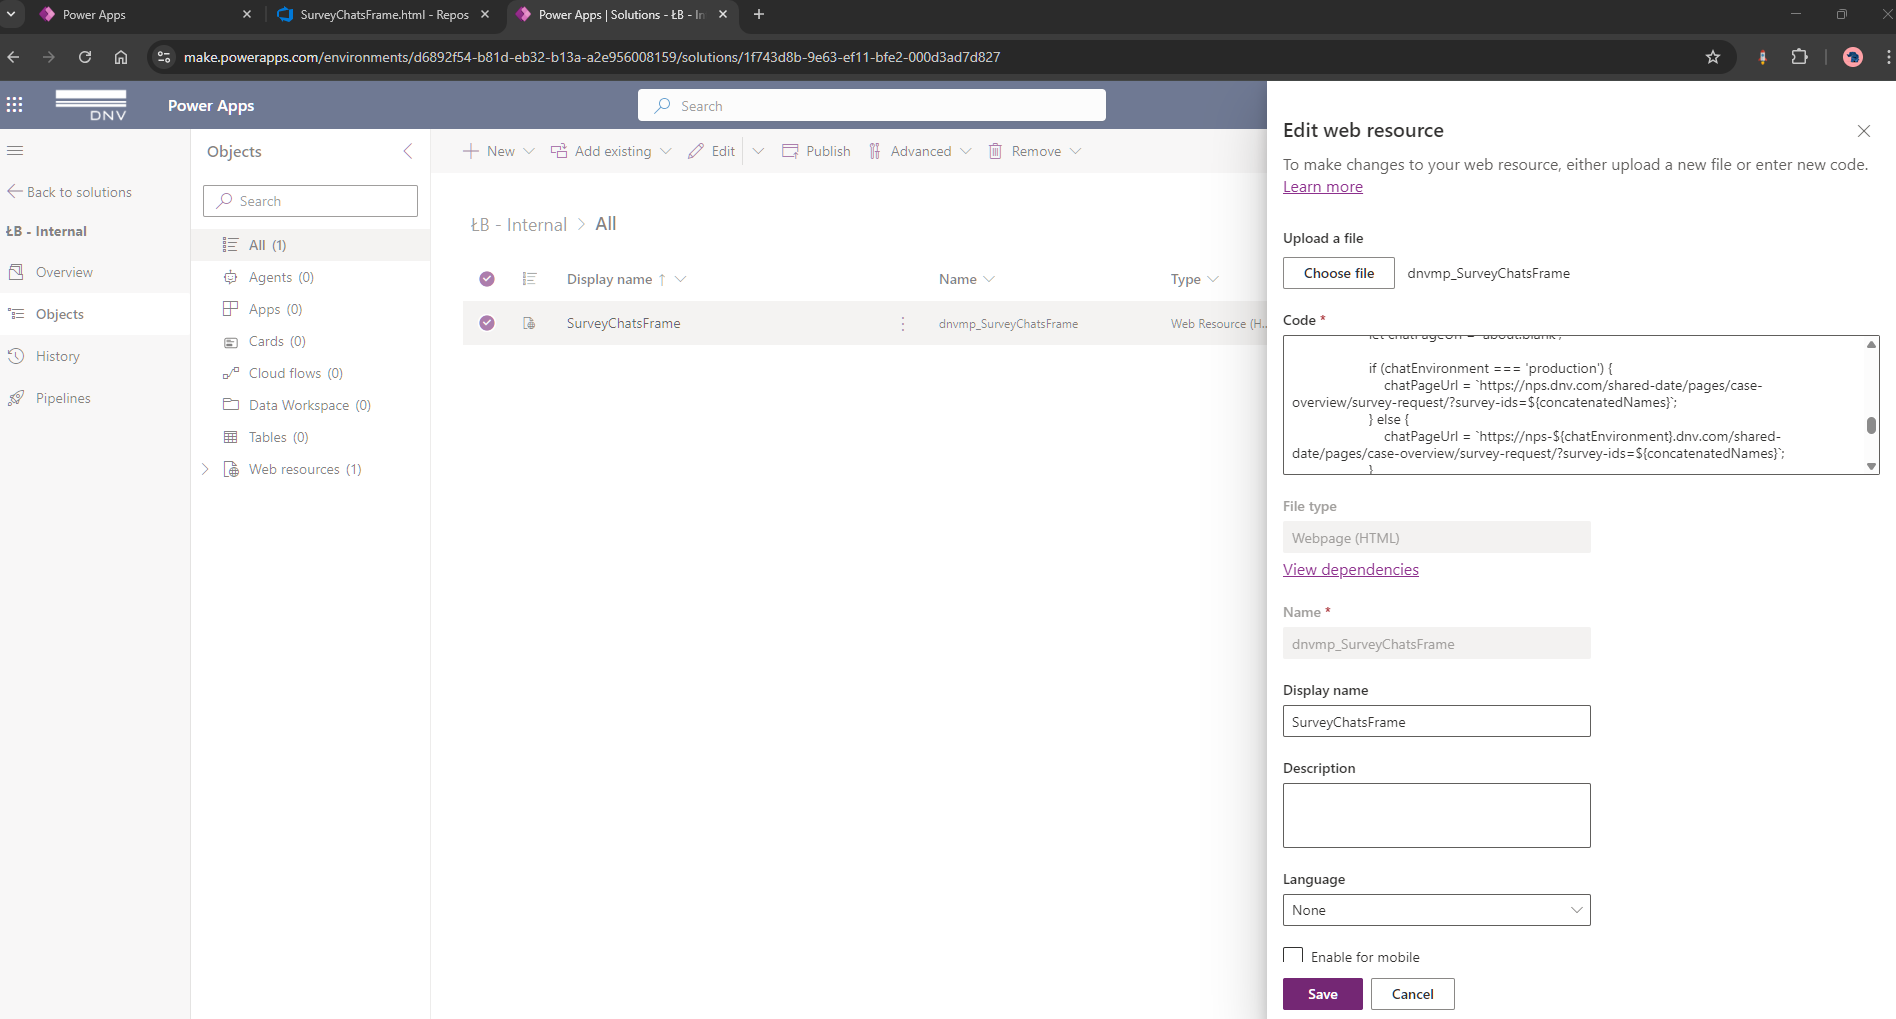 Power Apps
SurveyChatsFrame.html - Repos
Power Apps | Solutions - ŁB - In
make.powerapps.com/environments/d6892f54-b81d-eb32-b13a-a2e956008159/solutions/1f743d8b-9e63-ef11-bfe2-000d3ad7d827
DNV
Power Apps
Search
Back to solutions
ŁB - Internal
Overview
Objects
History
Pipelines
Objects
Search
All (1)
Agents (0)
Apps (0)
Cards (0)
Cloud flows (0)
Data Workspace (0)
Tables (0)
Web resources (1)
New
Add existing
Edit
Publish
Advanced
Remove
ŁB - Internal > All
Display name ↑
Name
Type
SurveyChatsFrame
dnvmp_SurveyChatsFrame
Web Resource (H...
Edit web resource
To make changes to your web resource, either upload a new file or enter new code.
Learn more
Upload a file
Choose file
dnvmp_SurveyChatsFrame
Code *
let chatPageUrl = 'about:blank';
if (chatEnvironment === 'production') {
chatPageUrl = `https://nps.dnv.com/shared-date/pages/case-
overview/survey-request/?survey-ids=${concatenatedNames}`;
} else {
chatPageUrl = `https://nps-${chatEnvironment}.dnv.com/shared-
date/pages/case-overview/survey-request/?survey-ids=${concatenatedNames}`;
}
File type
Webpage (HTML)
View dependencies
Name *
dnvmp_SurveyChatsFrame
Display name
SurveyChatsFrame
Description
Language
None
Enable for mobile
Save
Cancel